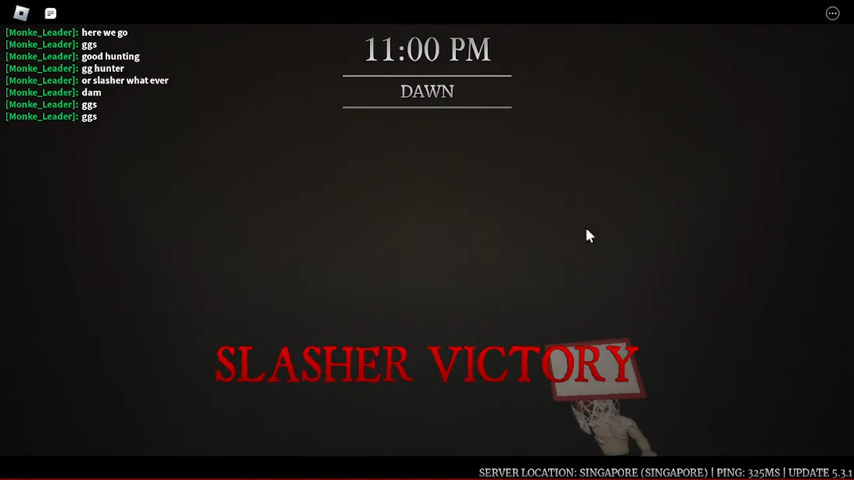 [Monke_Leader]: here we go
[Monke_Leader]: ggs
[Monke_Leader]: good hunting
[Monke_Leader]: gg hunter
[Monke_Leader]: or slasher what ever
[Monke_Leader]: dam
[Monke_Leader]: ggs
[Monke_Leader]: ggs
11:00 PM
DAWN
SLASHER VICTORY
SERVER LOCATION: SINGAPORE (SINGAPORE) | PING: 325MS | UPDATE 5.3.1